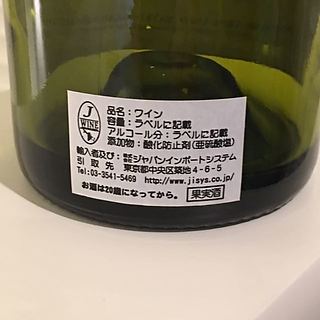 J
WINE
品名：ワイン
容量：ラベルに記載
アルコール分：ラベルに記載
添加物：酸化防止剤(亜硫酸塩)
輸入者及び：株式会社ジャパンインポートシステム
引取先 東京都中央区築地4-6-5
Tel:03-3541-5469 http://www.jisys.co.jp/
お酒は20歳になってから。 果実酒